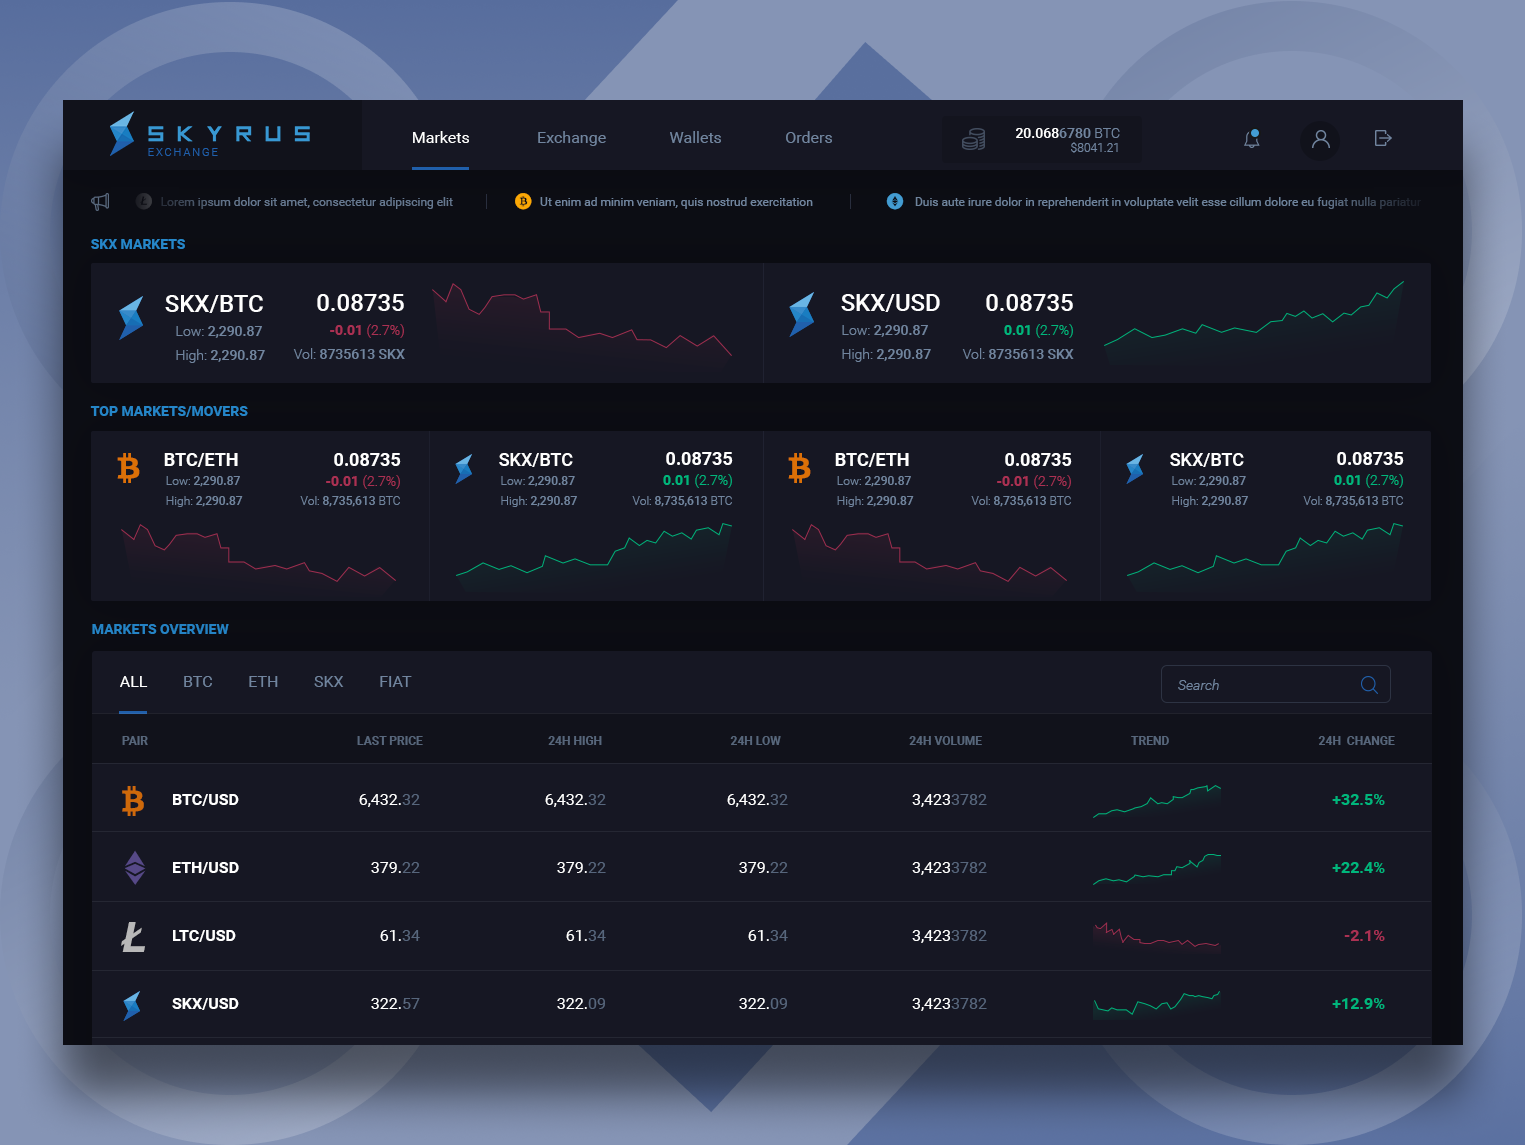 SKYRUS
EXCHANGE
Markets
Exchange
Wallets
Orders
20.0686780 BTC
$8041.21
Lorem ipsum dolor sit amet, consectetur adipiscing elit
Ut enim ad minim veniam, quis nostrud exercitation
Duis aute irure dolor in reprehenderit in voluptate velit esse cillum dolore eu fugiat nulla pariatur
SKX MARKETS
SKX/BTC 0.08735
Low: 2,290.87 -0.01 (2.7%)
High: 2,290.87 Vol: 8735613 SKX
SKX/USD 0.08735
Low: 2,290.87 0.01 (2.7%)
High: 2,290.87 Vol: 8735613 SKX
TOP MARKETS/MOVERS
BTC/ETH 0.08735
Low: 2,290.87 -0.01 (2.7%)
High: 2,290.87 Vol: 8,735,613 BTC
SKX/BTC 0.08735
Low: 2,290.87 0.01 (2.7%)
High: 2,290.87 Vol: 8,735,613 BTC
BTC/ETH 0.08735
Low: 2,290.87 -0.01 (2.7%)
High: 2,290.87 Vol: 8,735,613 BTC
SKX/BTC 0.08735
Low: 2,290.87 0.01 (2.7%)
High: 2,290.87 Vol: 8,735,613 BTC
MARKETS OVERVIEW
ALL BTC ETH SKX FIAT Search
PAIR LAST PRICE 24H HIGH 24H LOW 24H VOLUME TREND 24H CHANGE
BTC/USD 6,432.32 6,432.32 6,432.32 3,4233782 +32.5%
ETH/USD 379.22 379.22 379.22 3,4233782 +22.4%
LTC/USD 61.34 61.34 61.34 3,4233782 -2.1%
SKX/USD 322.57 322.09 322.09 3,4233782 +12.9%